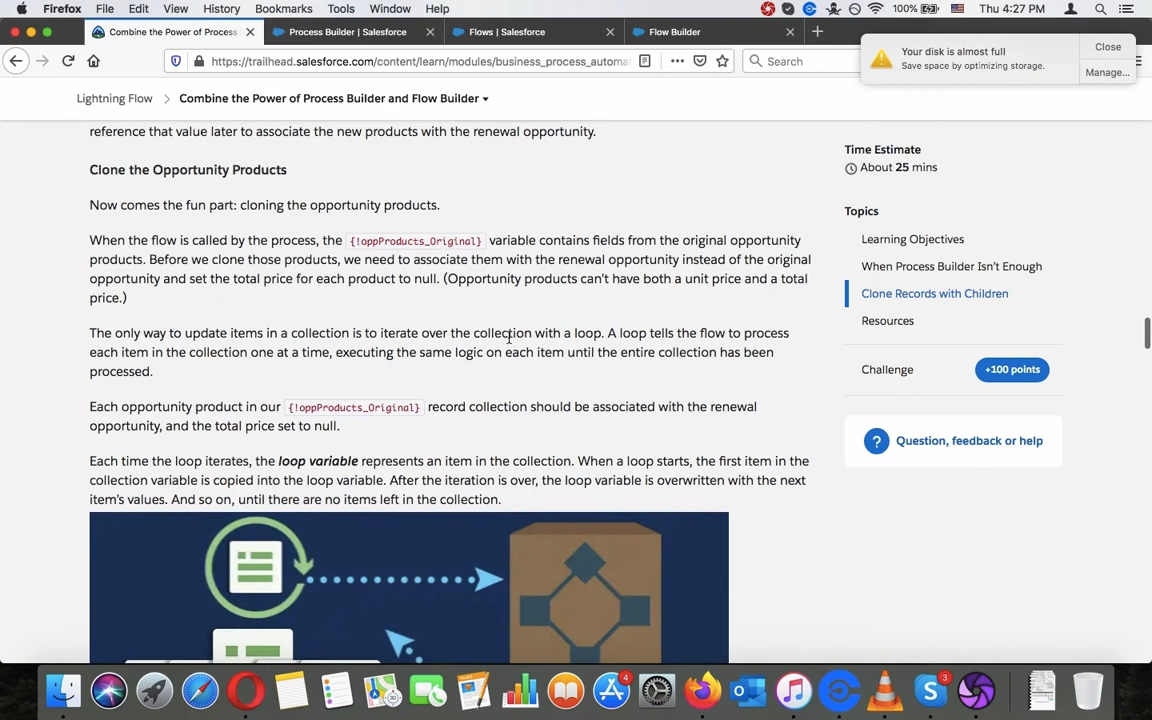 Firefox File Edit View History Bookmarks Tools Window Help 100% Thu 4:27 PM
Combine the Power of Process
Process Builder | Salesforce
Flows | Salesforce
Flow Builder
https://trailhead.salesforce.com/content/learn/modules/business_process_automa
Search
Your disk is almost full
Save space by optimizing storage.
Close
Manage...
Lightning Flow
Combine the Power of Process Builder and Flow Builder
reference that value later to associate the new products with the renewal opportunity.
Clone the Opportunity Products
Now comes the fun part: cloning the opportunity products.
When the flow is called by the process, the {!oppProducts_Original} variable contains fields from the original opportunity
products. Before we clone those products, we need to associate them with the renewal opportunity instead of the original
opportunity and set the total price for each product to null. (Opportunity products can't have both a unit price and a total
price.)
The only way to update items in a collection is to iterate over the collection with a loop. A loop tells the flow to process
each item in the collection one at a time, executing the same logic on each item until the entire collection has been
processed.
Each opportunity product in our {!oppProducts_Original} record collection should be associated with the renewal
opportunity, and the total price set to null.
Each time the loop iterates, the loop variable represents an item in the collection. When a loop starts, the first item in the
collection variable is copied into the loop variable. After the iteration is over, the loop variable is overwritten with the next
item's values. And so on, until there are no items left in the collection.
Time Estimate
About 25 mins
Topics
Learning Objectives
When Process Builder Isn't Enough
Clone Records with Children
Resources
Challenge
+100 points
? Question, feedback or help
4
3